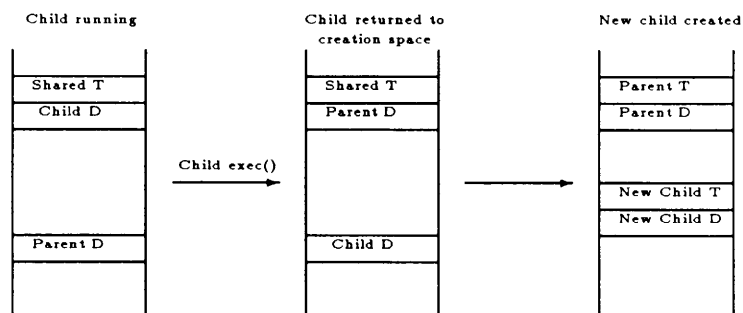 Child running
Child returned to
creation space
New child created
Shared T
Child D
Parent D
Child exec()
Shared T
Parent D
Child D
Parent T
Parent D
New Child T
New Child D